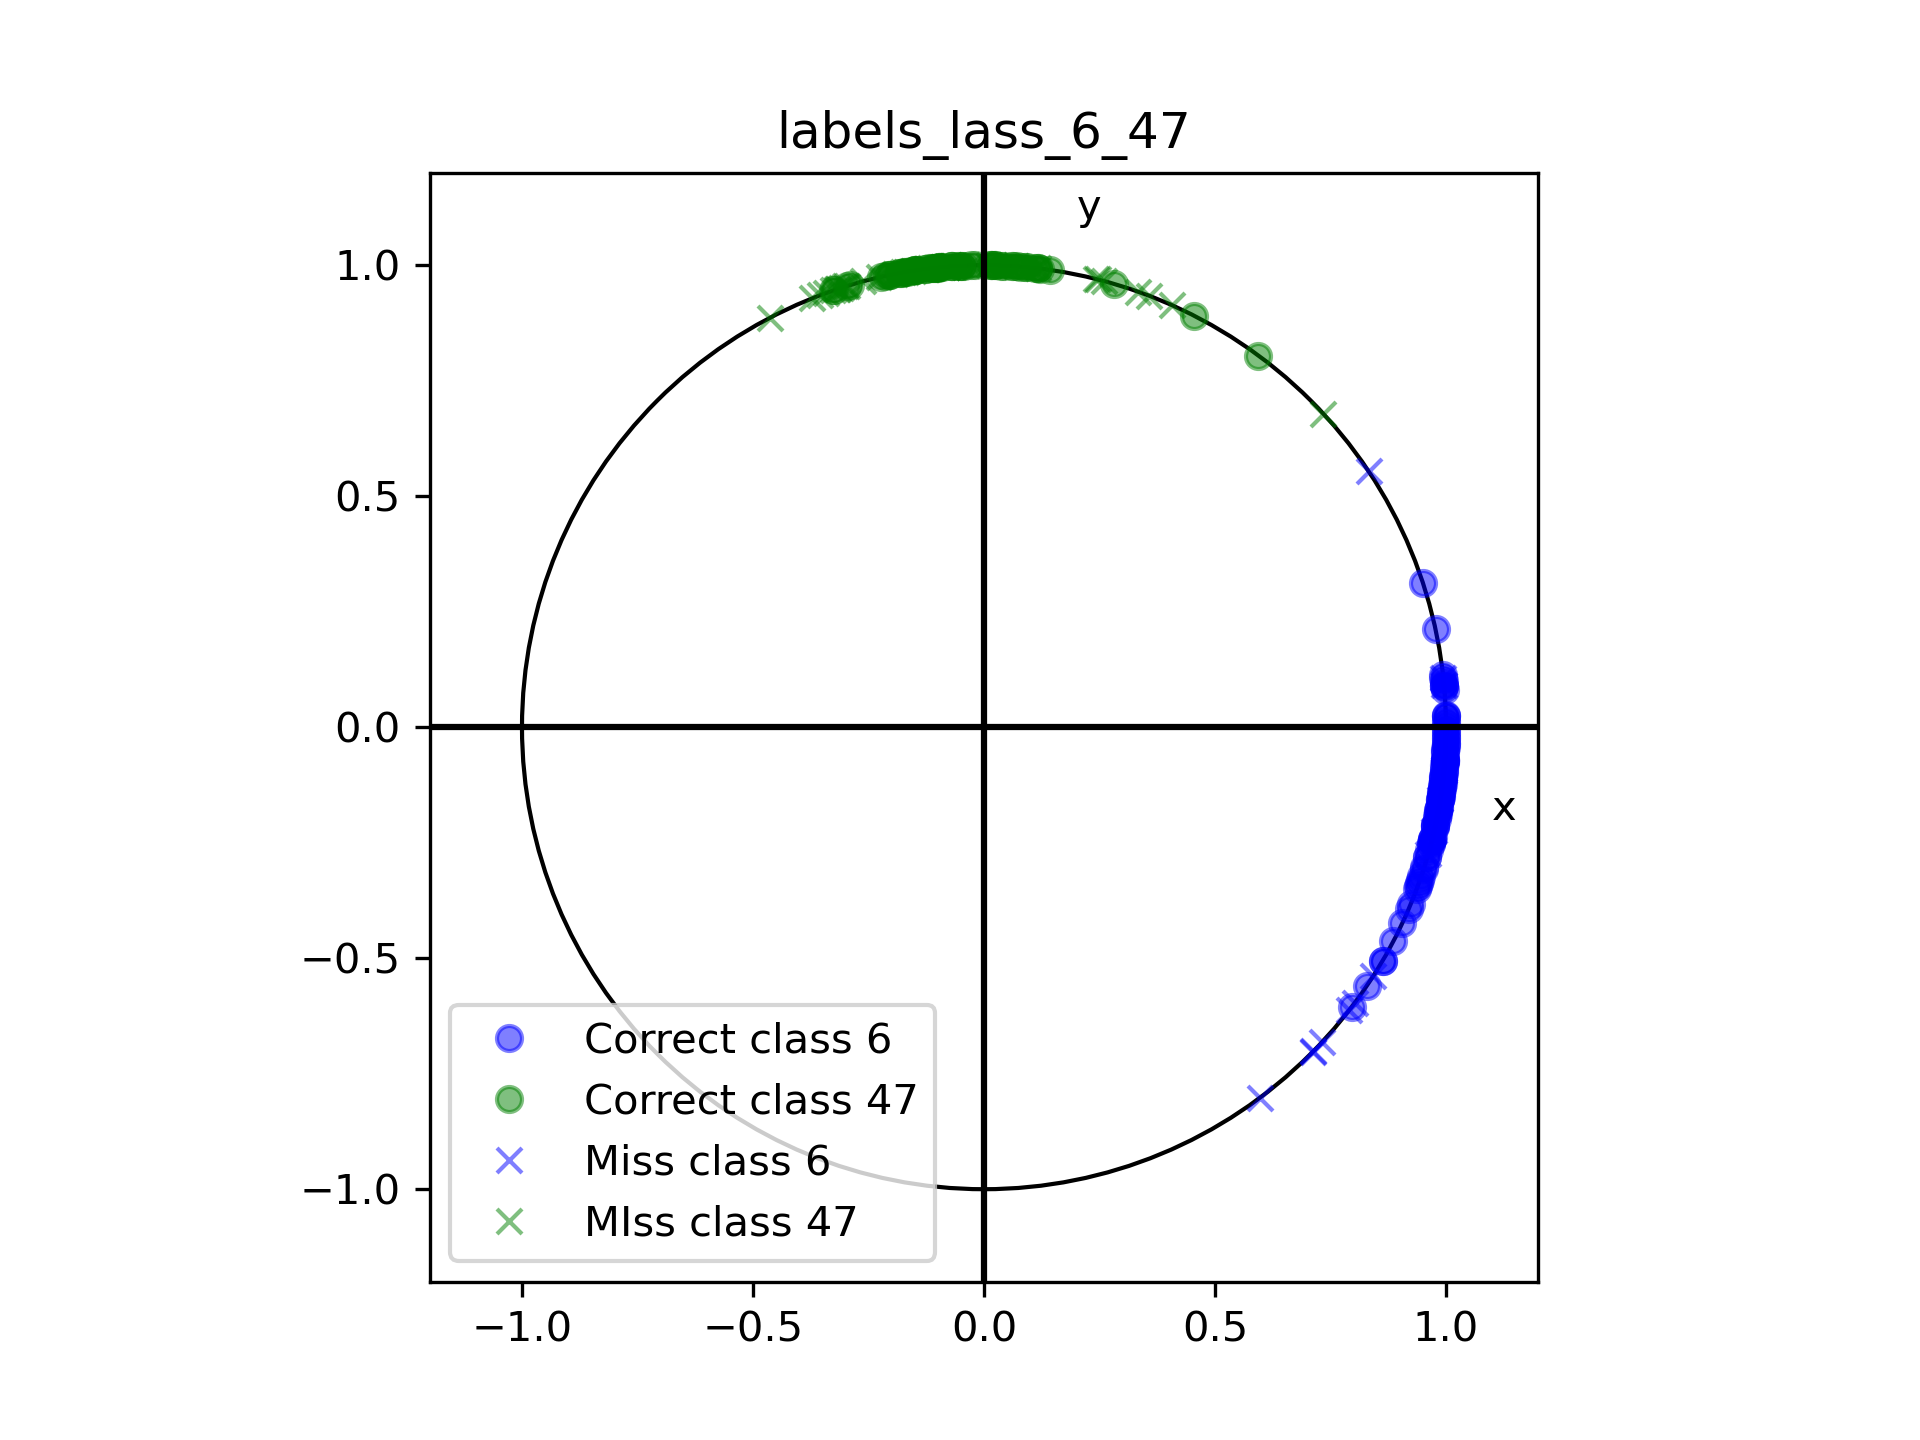 labels_lass_6_47
y
1.0
0.5
0.0
x
−0.5
−1.0
Correct class 6
Correct class 47
Miss class 6
MIss class 47
−1.0 −0.5 0.0 0.5 1.0